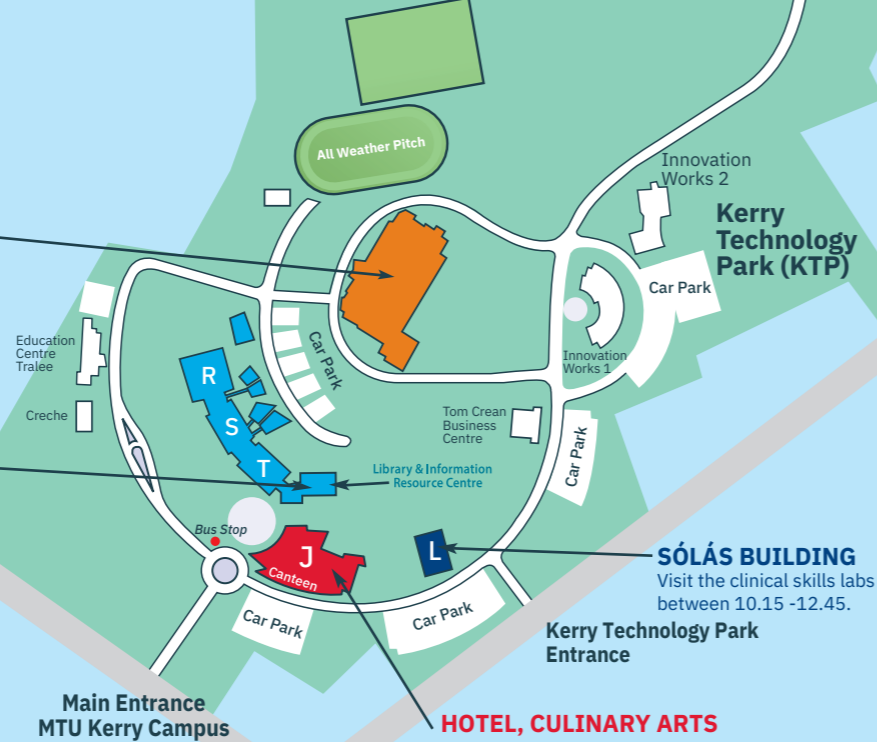 All Weather Pitch
Innovation
Works 2
Kerry
Technology
Park (KTP)
Car Park
Innovation
Works 1
Education
Centre
Tralee
Creche
Car Park
R
S
T
Tom Crean
Business
Centre
Car Park
Library & Information
Resource Centre
Bus Stop
J
Canteen
L
SÓLÁS BUILDING
Visit the clinical skills labs
between 10.15 -12.45.
Car Park
Car Park
Kerry Technology Park
Entrance
Main Entrance
MTU Kerry Campus
HOTEL, CULINARY ARTS